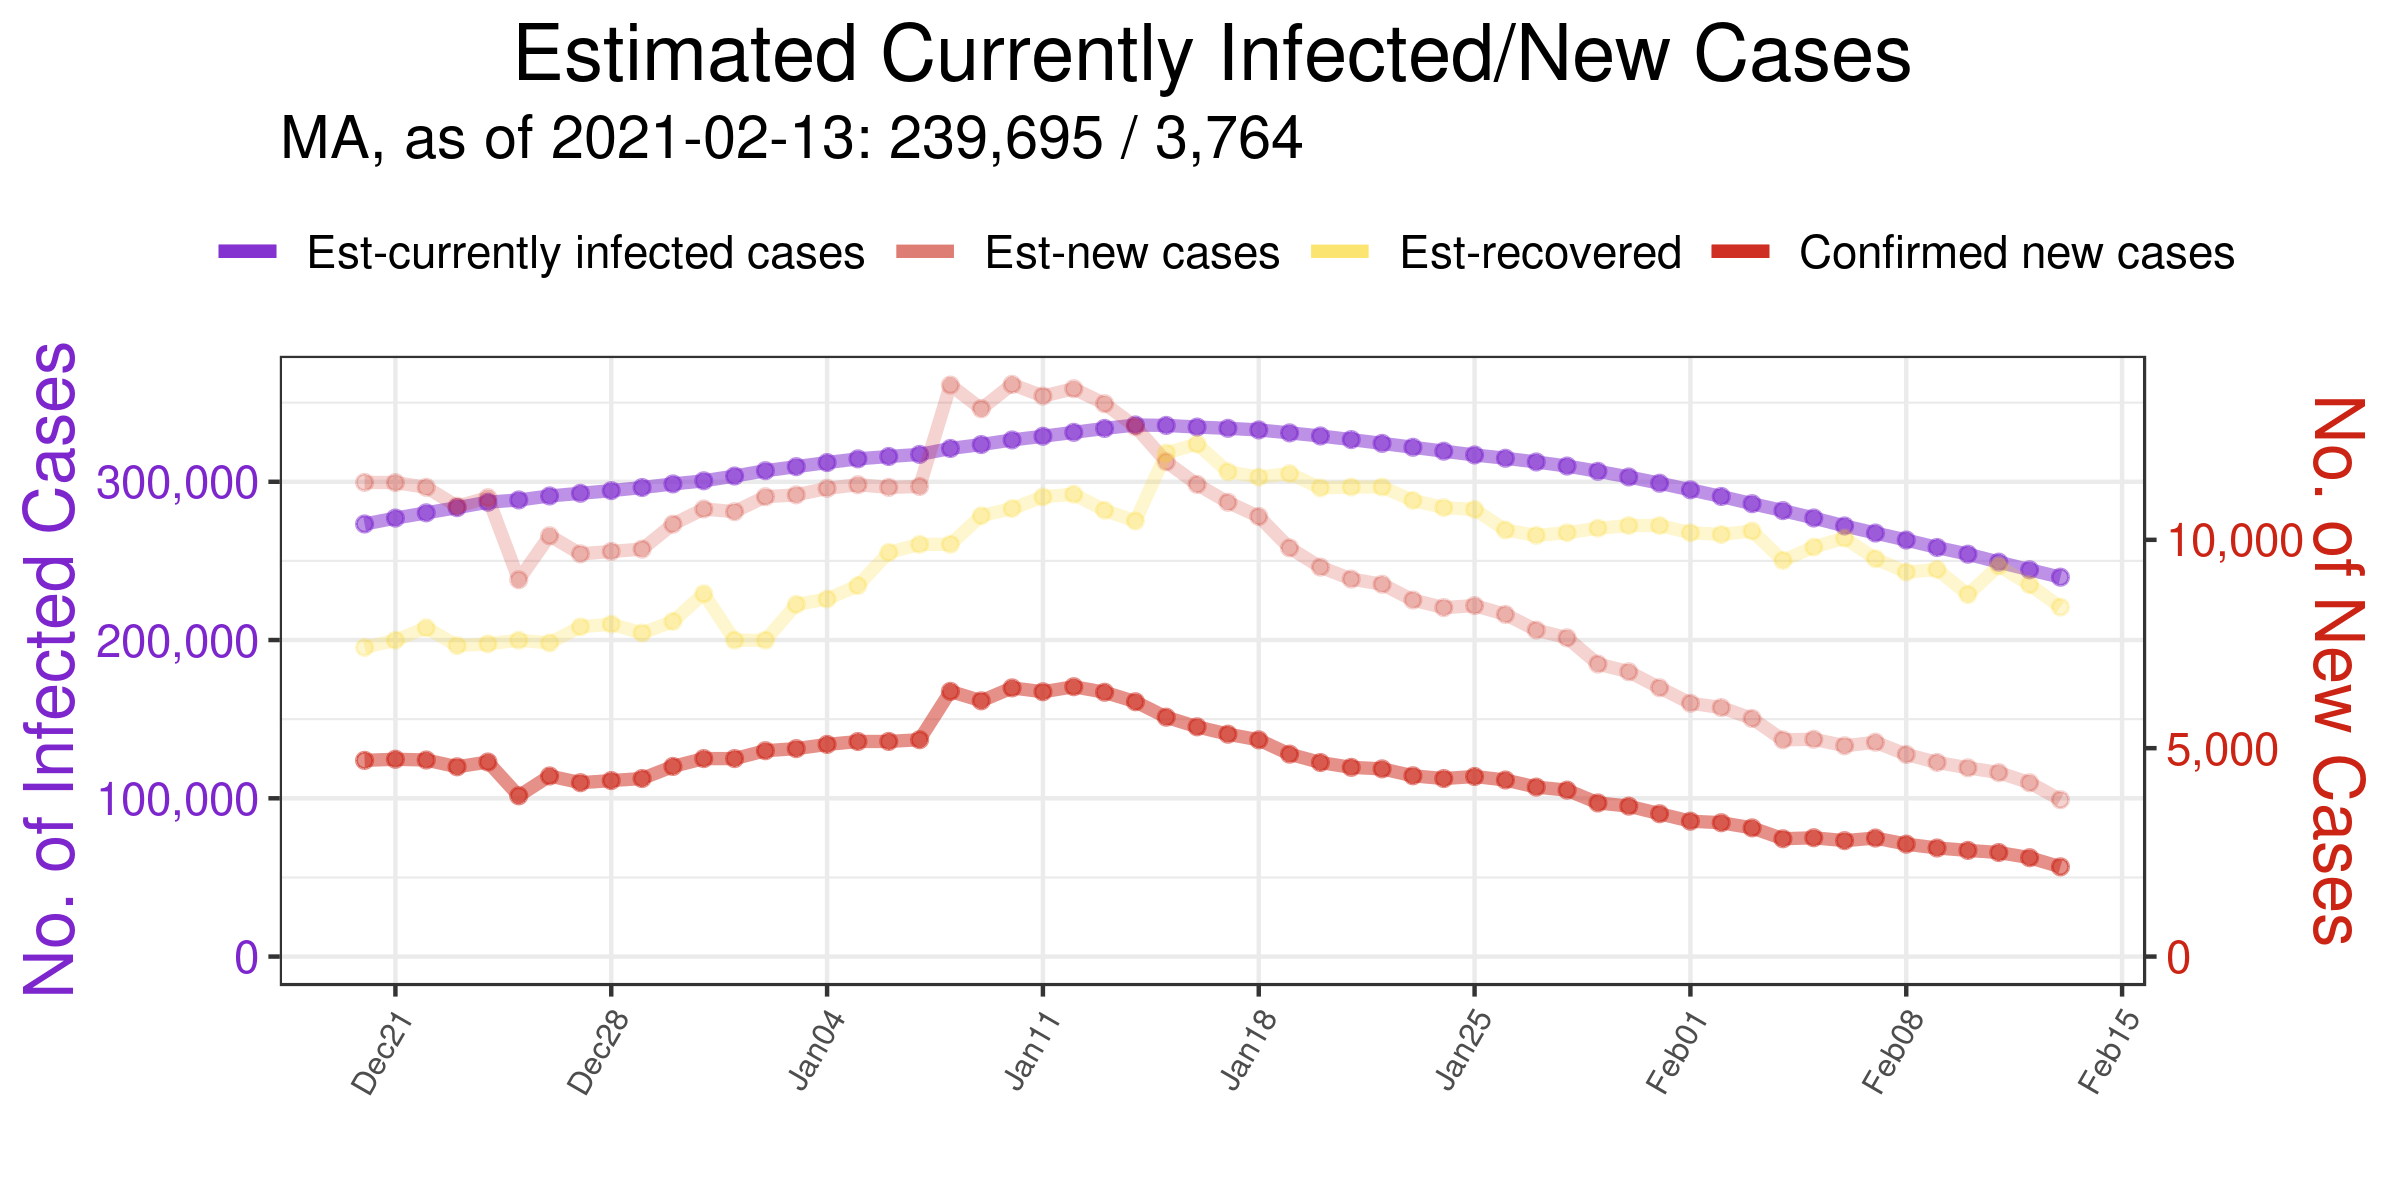 Estimated Currently Infected/New Cases
MA, as of 2021-02-13: 239,695 / 3,764
Est-currently infected cases Est-new cases Est-recovered Confirmed new cases
No. of Infected Cases
300,000
200,000
100,000
0
10,000
5,000
0
No. of New Cases
Dec21 Dec28 Jan04 Jan11 Jan18 Jan25 Feb01 Feb08 Feb15